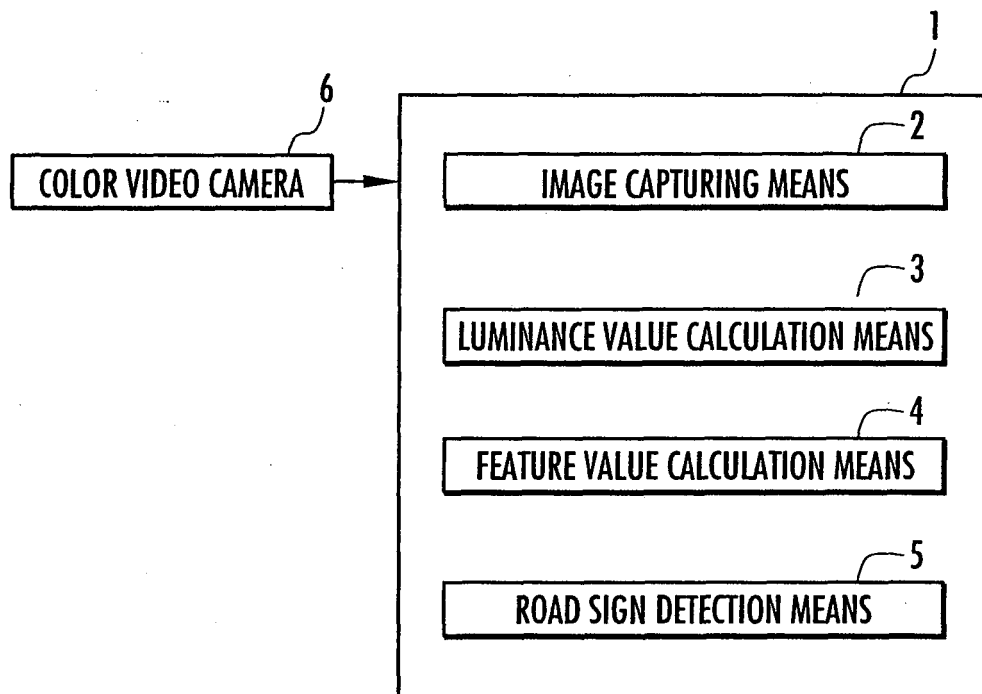 1
6
2
COLOR VIDEO CAMERA
IMAGE CAPTURING MEANS
3
LUMINANCE VALUE CALCULATION MEANS
4
FEATURE VALUE CALCULATION MEANS
5
ROAD SIGN DETECTION MEANS